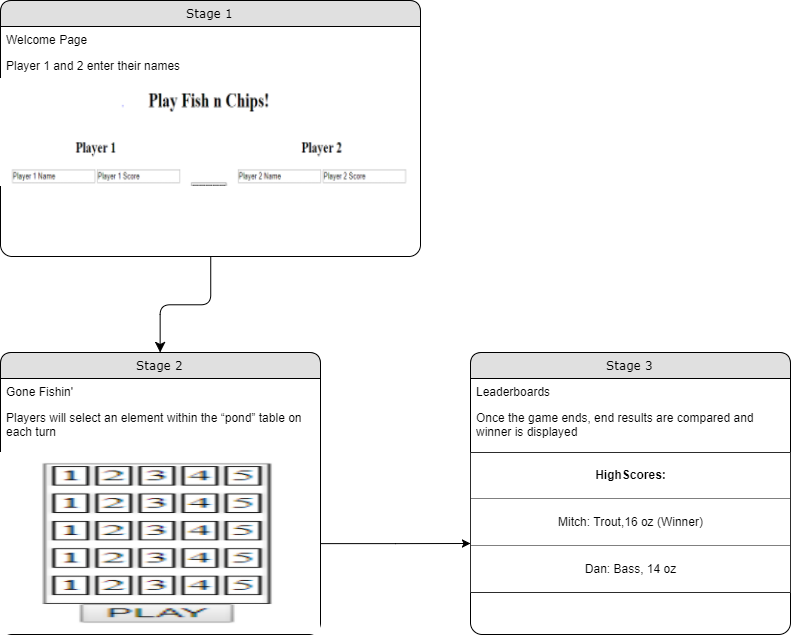 Stage 1
Welcome Page
Player 1 and 2 enter their names
Play Fish n Chips!
Player 1
Player 2
Player 1 Name
Player 1 Score
Player 2 Name
Player 2 Score
Stage 2
Gone Fishin'
Players will select an element within the “pond” table on
each turn
1 2 3 4 5
1 2 3 4 5
1 2 3 4 5
1 2 3 4 5
1 2 3 4 5
PLAY
Stage 3
Leaderboards
Once the game ends, end results are compared and
winner is displayed
High Scores:
Mitch: Trout,16 oz (Winner)
Dan: Bass, 14 oz